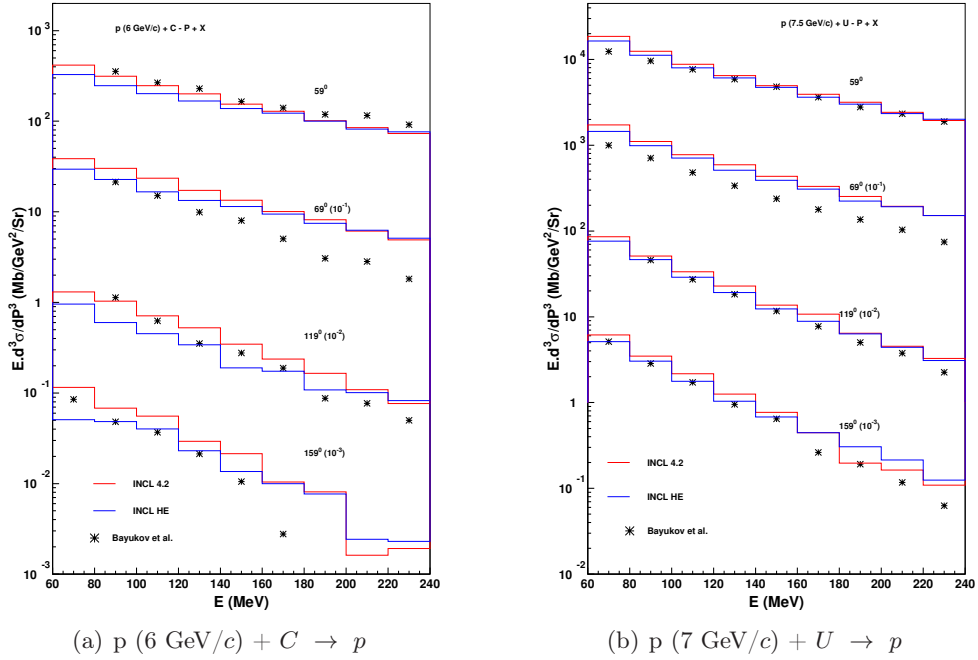 p (6 GeV/c) + C - P + X
E.d³σ/dP³ (Mb/GeV²/Sr)
10³
10²
10
1
10⁻¹
10⁻²
10⁻³
59⁰
69⁰ (10⁻¹)
119⁰ (10⁻²)
159⁰ (10⁻³)
INCL 4.2
INCL HE
Bayukov et al.
60 80 100 120 140 160 180 200 220 240
E (MeV)
(a) p (6 GeV/c) + C → p
p (7.5 GeV/c) + U - P + X
E.d³σ/dP³ (Mb/GeV²/Sr)
10⁴
10³
10²
10
1
10⁻¹
10⁻²
59⁰
69⁰ (10⁻¹)
119⁰ (10⁻²)
159⁰ (10⁻³)
INCL 4.2
INCL HE
Bayukov et al.
60 80 100 120 140 160 180 200 220 240
E (MeV)
(b) p (7 GeV/c) + U → p